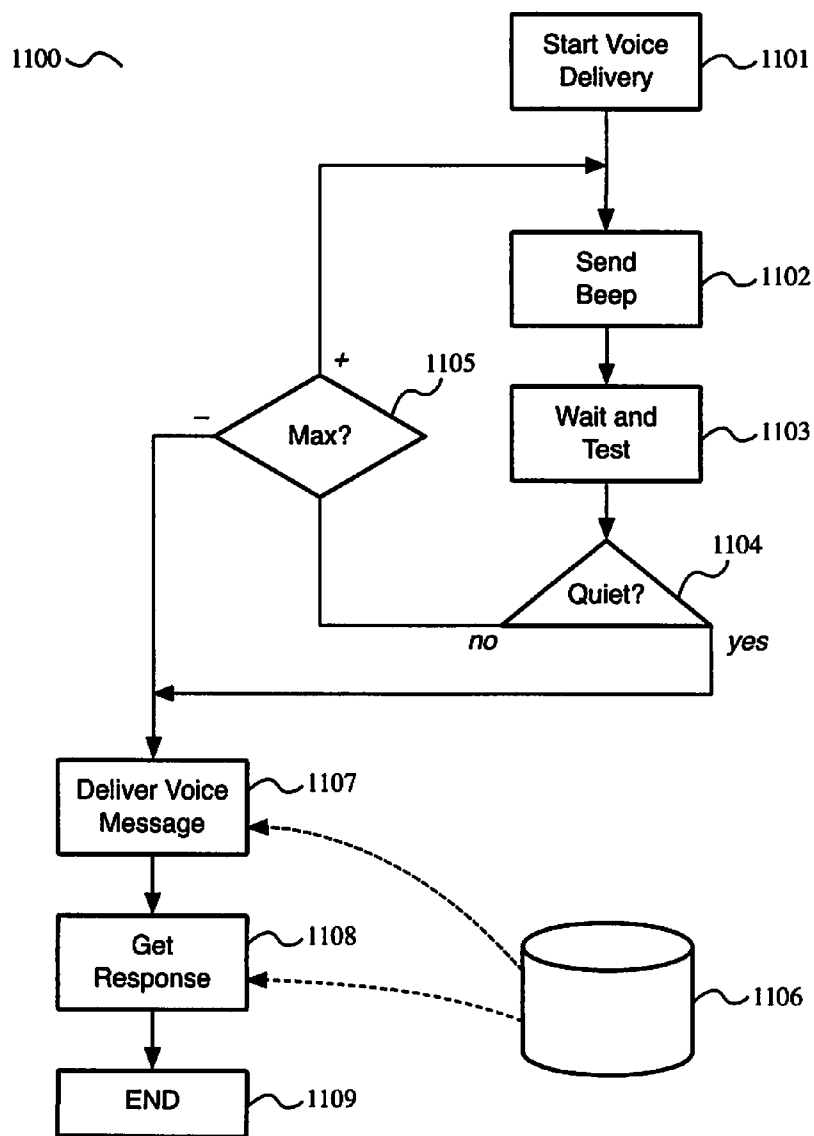 1100
Start Voice
Delivery
1101
Send
Beep
1102
+
1105
–
Max?
Wait and
Test
1103
1104
Quiet?
no
yes
Deliver Voice
Message
1107
Get
Response
1108
1106
END
1109